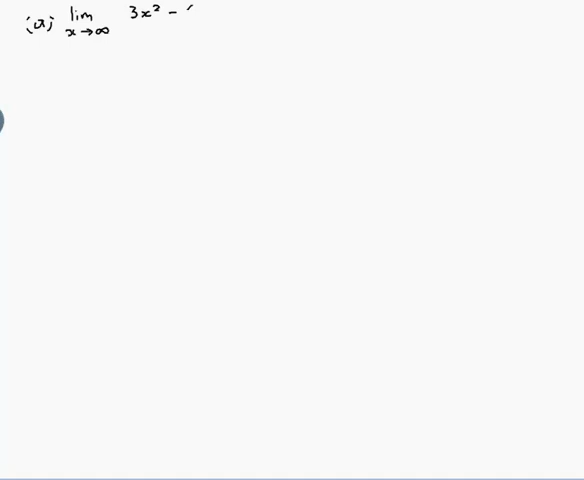 (a) lim x→∞ 3x² -